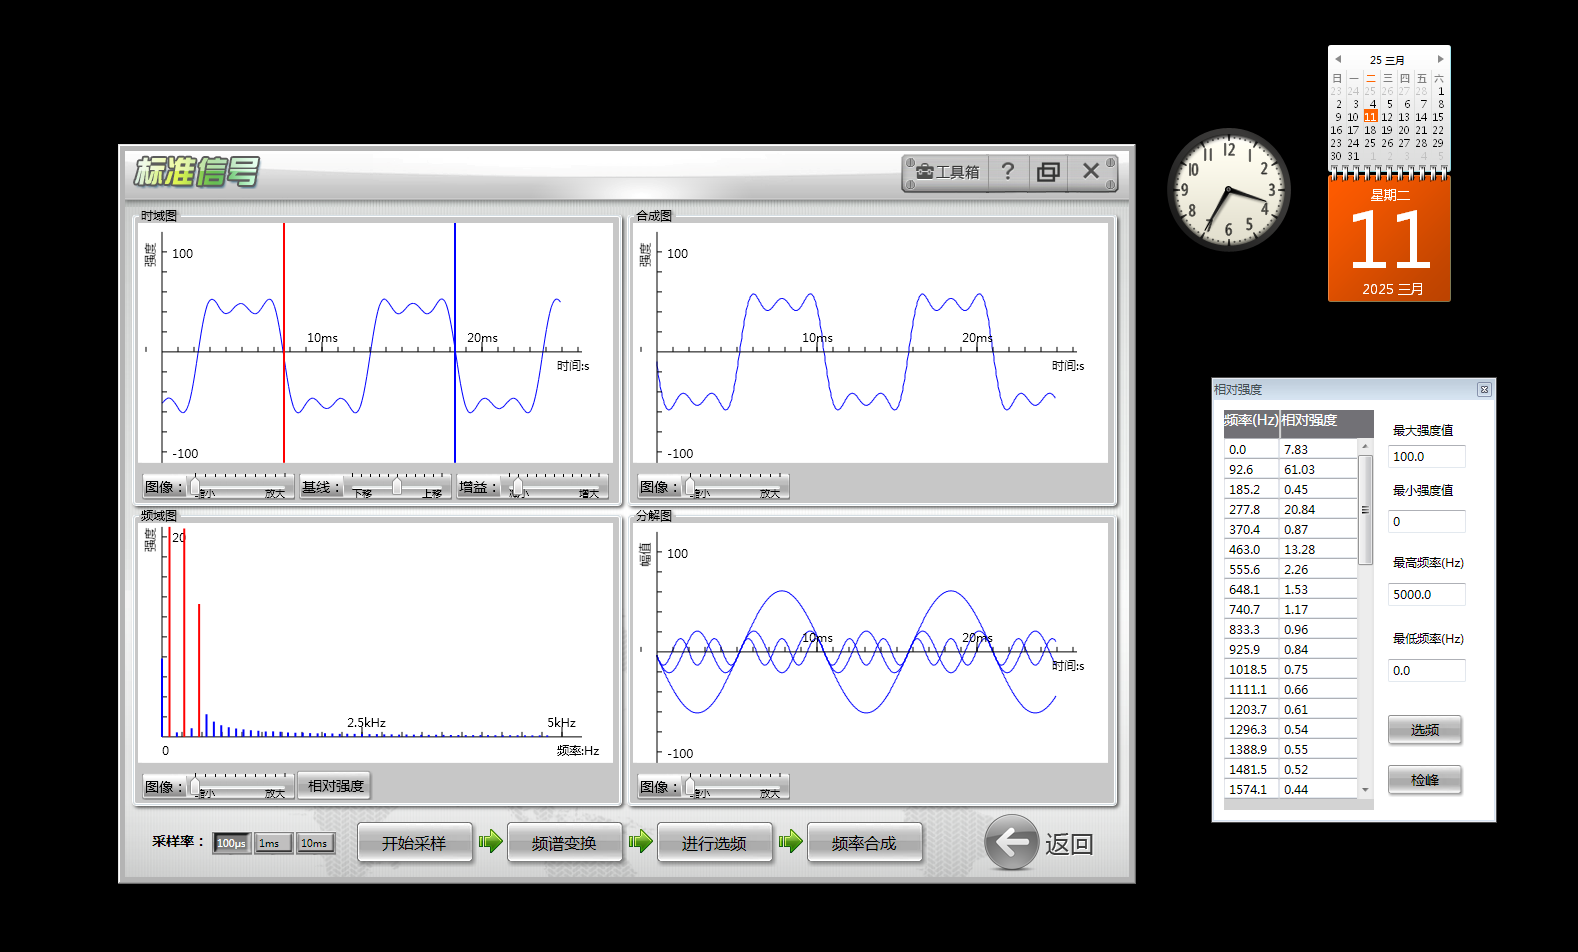 标准信号
工具箱
?
时域图
强度
100
10ms
20ms
时间:s
-100
图像：
缩小
放大
基线：
下移
上移
增益：
减小
增大
合成图
强度
100
10ms
20ms
时间:s
-100
图像：
缩小
放大
频域图
强度
20
2.5kHz
5kHz
0
频率:Hz
图像：
缩小
放大
相对强度
分解图
幅值
100
10ms
20ms
时间:s
-100
图像：
缩小
放大
采样率：
100μs
1ms
10ms
开始采样
频谱变换
进行选频
频率合成
返回
12
1
2
3
4
5
6
7
8
9
10
11
25 三月
日 一 二 三 四 五 六
23 24 25 26 27 28 1
2 3 4 5 6 7 8
9 10 11 12 13 14 15
16 17 18 19 20 21 22
23 24 25 26 27 28 29
30 31 1 2 3 4 5
星期二
11
2025 三月
相对强度
频率(Hz) 相对强度
0.0 7.83
92.6 61.03
185.2 0.45
277.8 20.84
370.4 0.87
463.0 13.28
555.6 2.26
648.1 1.53
740.7 1.17
833.3 0.96
925.9 0.84
1018.5 0.75
1111.1 0.66
1203.7 0.61
1296.3 0.54
1388.9 0.55
1481.5 0.52
1574.1 0.44
最大强度值
100.0
最小强度值
0
最高频率(Hz)
5000.0
最低频率(Hz)
0.0
选频
检峰